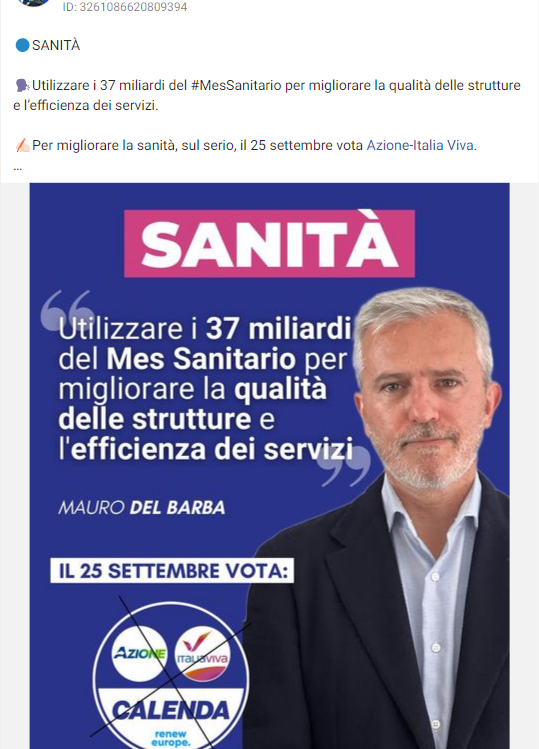 ID: 3261086620809394
🔵 SANITÀ
🗣Utilizzare i 37 miliardi del #MesSanitario per migliorare la qualità delle strutture
e l'efficienza dei servizi.
✍🏻Per migliorare la sanità, sul serio, il 25 settembre vota Azione-Italia Viva.
...
SANITÀ
“Utilizzare i 37 miliardi
del Mes Sanitario per
migliorare la qualità
delle strutture e
l'efficienza dei servizi”
MAURO DEL BARBA
IL 25 SETTEMBRE VOTA:
AZIONE
ITALIAVIVA
CALENDA
renew
europe.